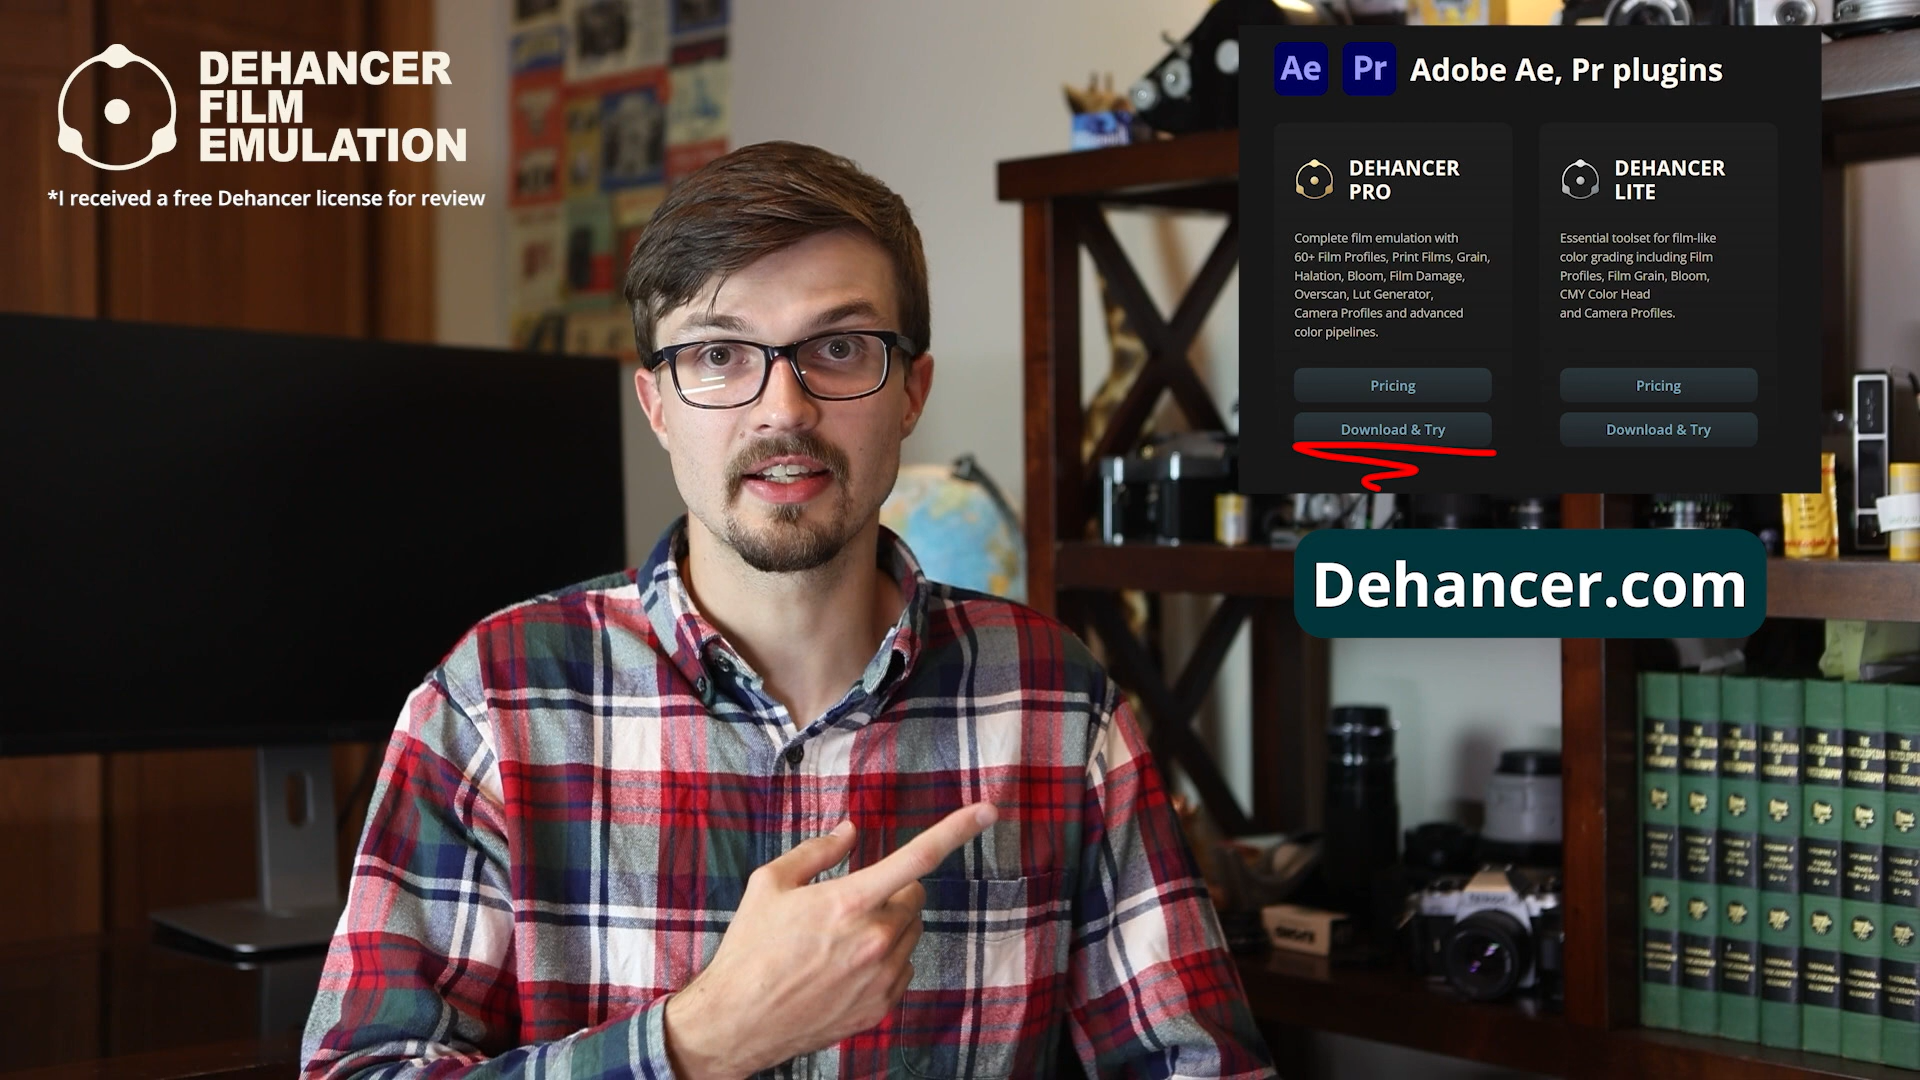 DEHANCER
FILM
EMULATION
*I received a free Dehancer license for review
Ae Pr Adobe Ae, Pr plugins
DEHANCER
PRO
Complete film emulation with
60+ Film Profiles, Print Films, Grain,
Halation, Bloom, Film Damage,
Overscan, Lut Generator,
Camera Profiles and advanced
color pipelines.
Pricing
Download & Try
DEHANCER
LITE
Essential toolset for film-like
color grading including Film
Profiles, Film Grain, Bloom,
CMY Color Head
and Camera Profiles.
Pricing
Download & Try
Dehancer.com